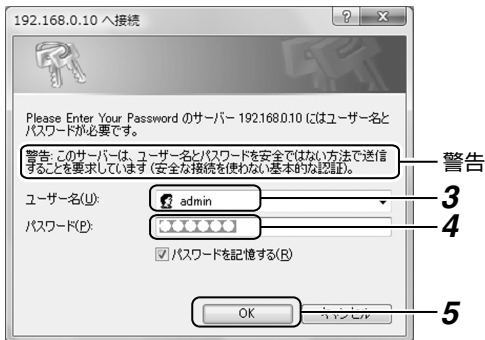 192.168.0.10 へ接続
Please Enter Your Password のサーバー 192.168.0.10 にはユーザー名と
パスワードが必要です。
警告: このサーバーは、ユーザー名とパスワードを安全ではない方法で送信
することを要求しています (安全な接続を使わない基本的な認証)。
警告
ユーザー名(U):
admin
3
パスワード(P):
4
パスワードを記憶する(R)
OK
キャンセル
5